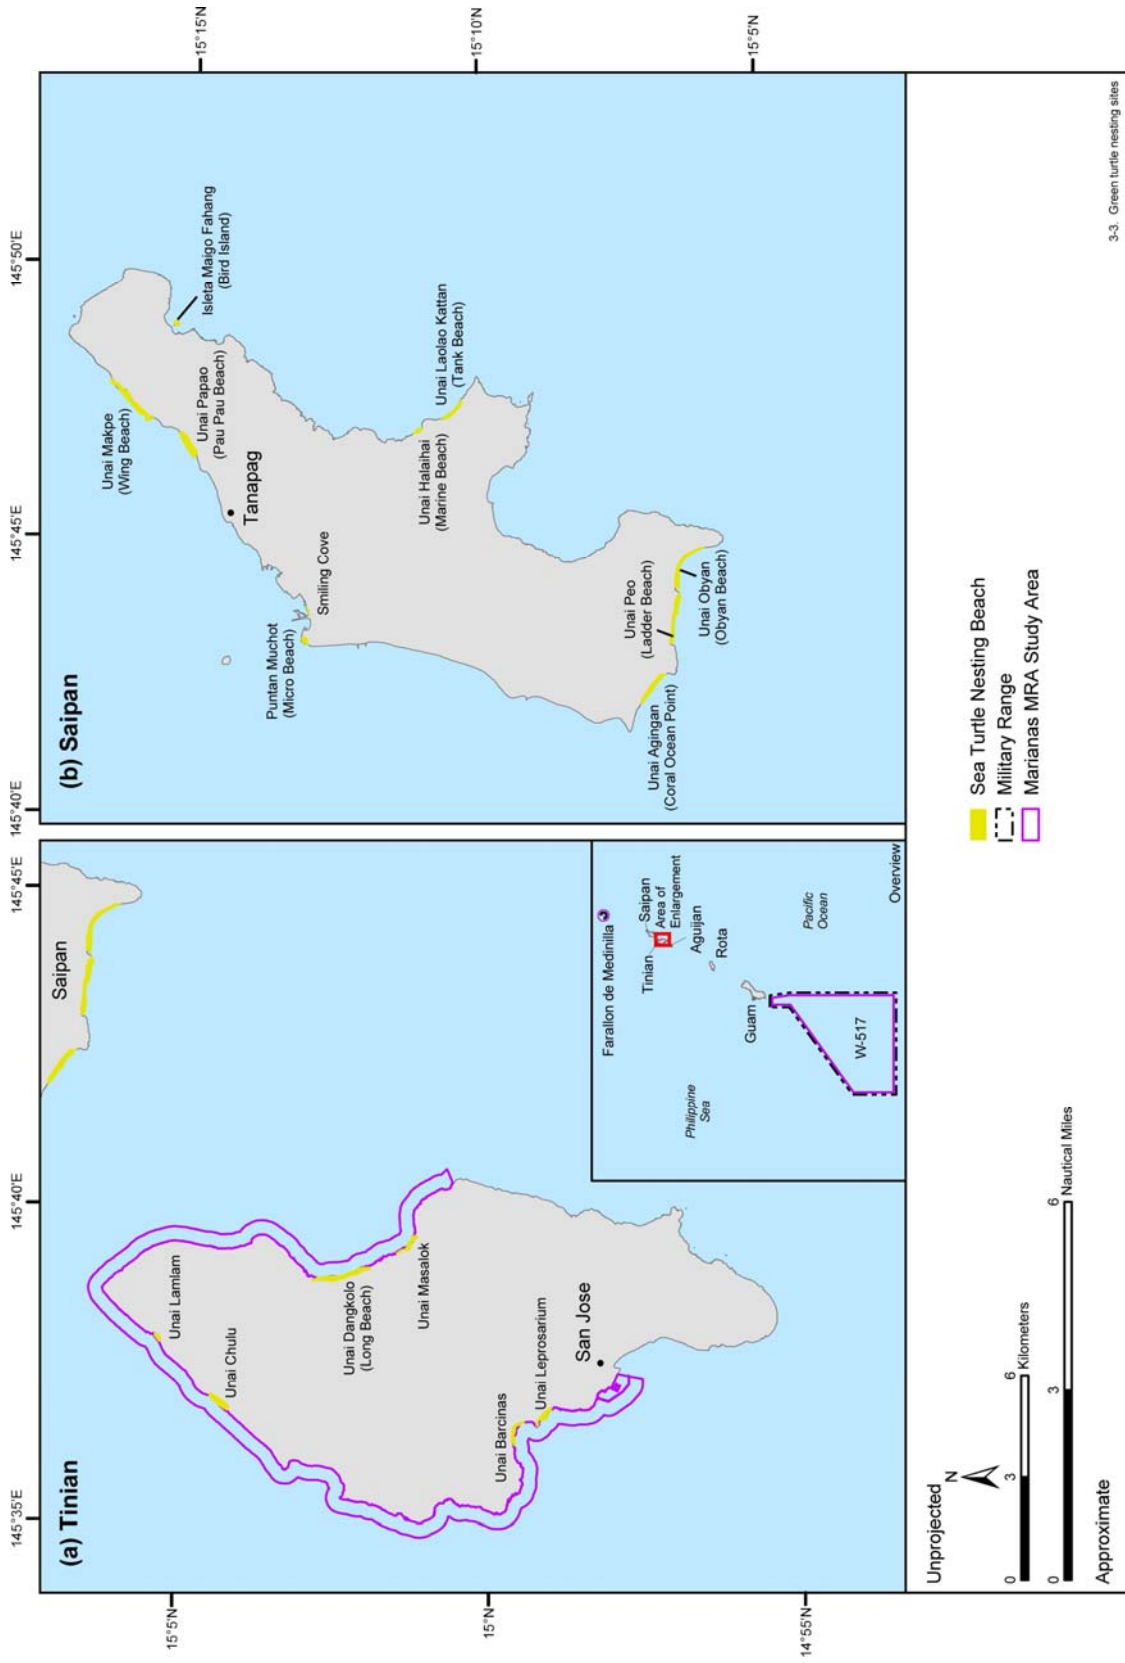 (a) Tinian
145°35'E
145°40'E
145°45'E
15°5'N
15°N
14°55'N
Saipan
Unai Lamlam
Unai Chulu
Unai Dangkolo
(Long Beach)
Unai Masalok
Unai Barcinas
Unai Leprosarium
San Jose
Farallon de Medinilla
Saipan
Tinian
Area of
Enlargement
Aguijan
Rota
Guam
Philippine
Sea
Pacific
Ocean
W-517
Overview
(b) Saipan
145°40'E
145°45'E
145°50'E
15°15'N
15°10'N
15°5'N
Unai Makpe
(Wing Beach)
Isleta Maigo Fahang
(Bird Island)
Unai Papao
(Pau Pau Beach)
Tanapag
Smiling Cove
Puntan Muchot
(Micro Beach)
Unai Halaihai
(Marine Beach)
Unai Laolao Kattan
(Tank Beach)
Unai Peo
(Ladder Beach)
Unai Obyan
(Obyan Beach)
Unai Agingan
(Coral Ocean Point)
Unprojected
N
0 3 6 Kilometers
0 3 6 Nautical Miles
Approximate
Sea Turtle Nesting Beach
Military Range
Marianas MRA Study Area
3-3. Green turtle nesting sites